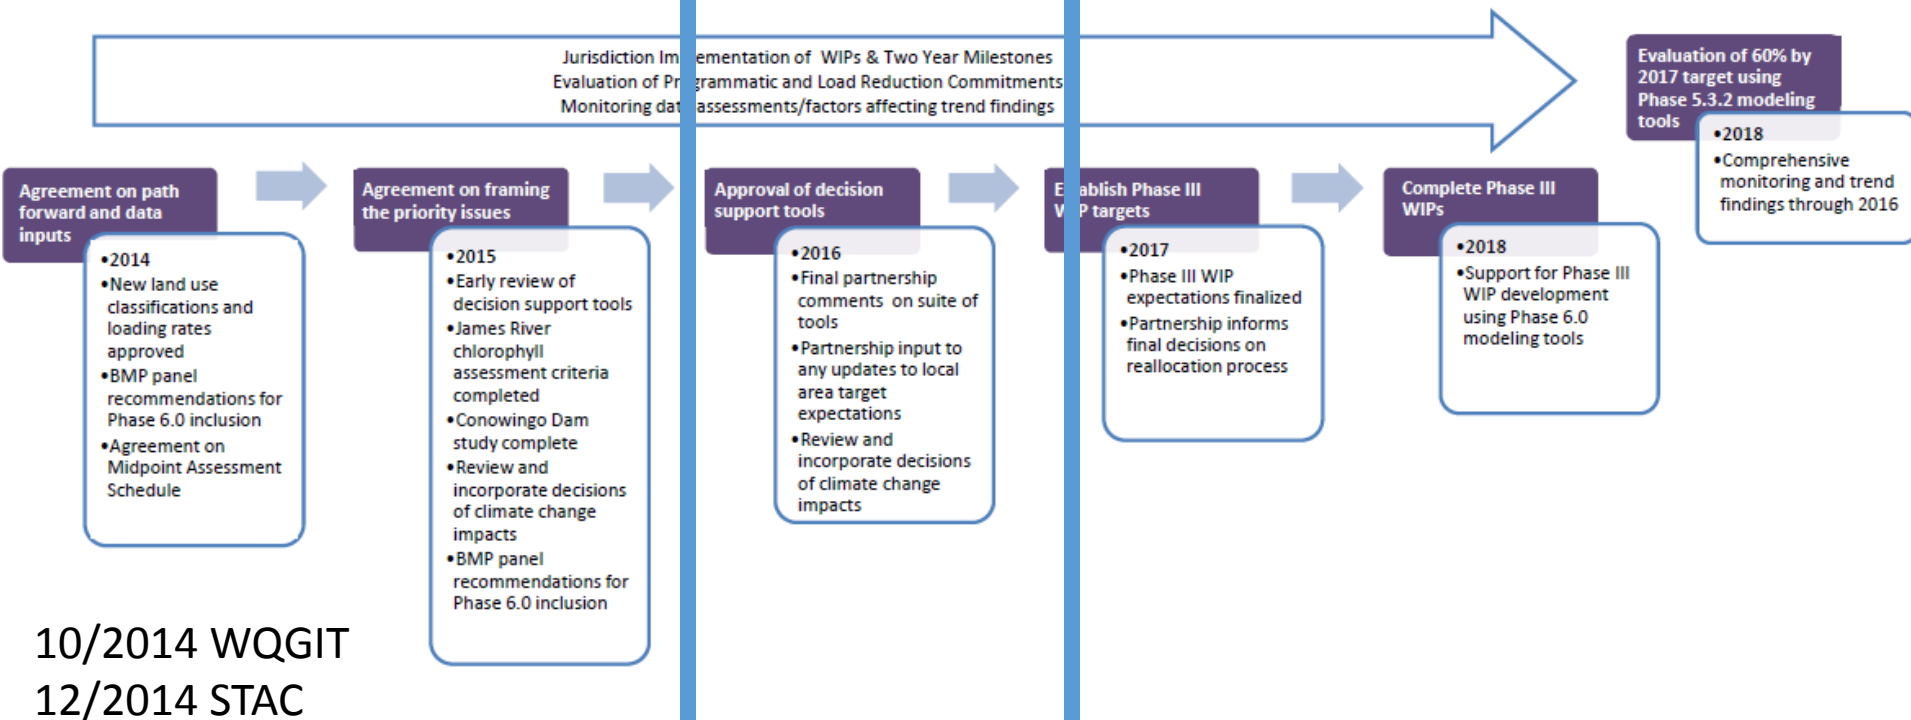 Jurisdiction Im ementation of WIPs & Two Year Milestones
Evaluation of Pr grammatic and Load Reduction Commitments
Monitoring dat assessments/factors affecting trend findings
Evaluation of 60% by
2017 target using
Phase 5.3.2 modeling
tools
•2018
•Comprehensive
monitoring and trend
findings through 2016
Agreement on path
forward and data
inputs
•2014
•New land use
classifications and
loading rates
approved
•BMP panel
recommendations for
Phase 6.0 inclusion
•Agreement on
Midpoint Assessment
Schedule
Agreement on framing
the priority issues
•2015
•Early review of
decision support tools
•James River
chlorophyll
assessment criteria
completed
•Conowingo Dam
study complete
•Review and
incorporate decisions
of climate change
impacts
•BMP panel
recommendations for
Phase 6.0 inclusion
Approval of decision
support tools
•2016
•Final partnership
comments on suite of
tools
•Partnership input to
any updates to local
area target
expectations
•Review and
incorporate decisions
of climate change
impacts
E ablish Phase III
W P targets
•2017
•Phase III WIP
expectations finalized
•Partnership informs
final decisions on
reallocation process
Complete Phase III
WIPs
•2018
•Support for Phase III
WIP development
using Phase 6.0
modeling tools
10/2014 WQGIT
12/2014 STAC